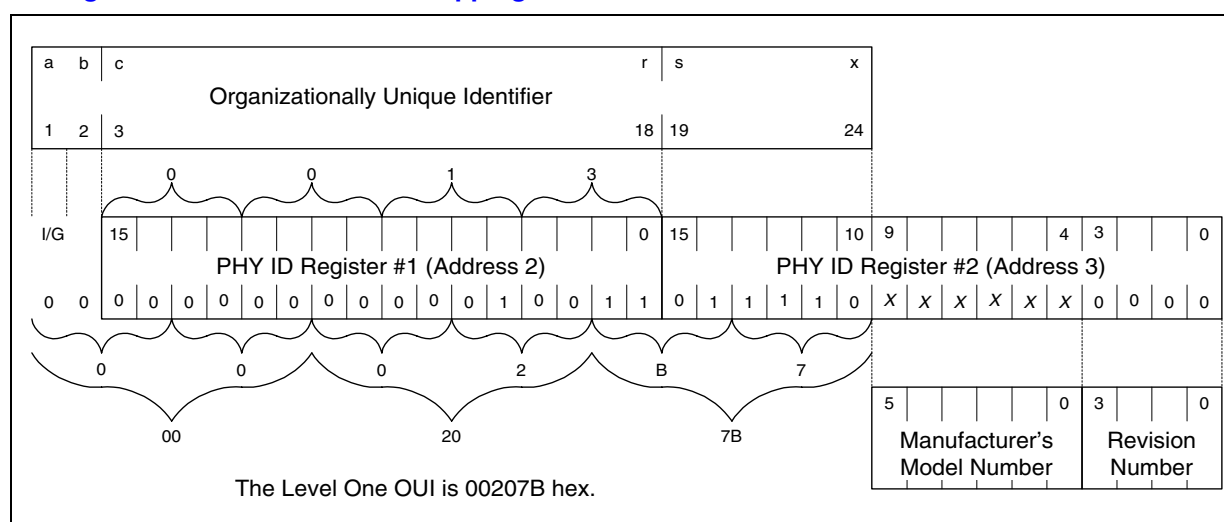 a b c r s x
Organizationally Unique Identifier
1 2 3 18 19 24
0 0 1 3
I/G 15 0 15 10 9 4 3 0
PHY ID Register #1 (Address 2) PHY ID Register #2 (Address 3)
0 0 0 0 0 0 0 0 0 0 0 0 0 1 0 0 1 1 0 1 1 1 1 0 X X X X X X 0 0 0 0
0 0 0 2 B 7
5 0 3 0
00 20 7B
Manufacturer's Revision
Model Number Number
The Level One OUI is 00207B hex.